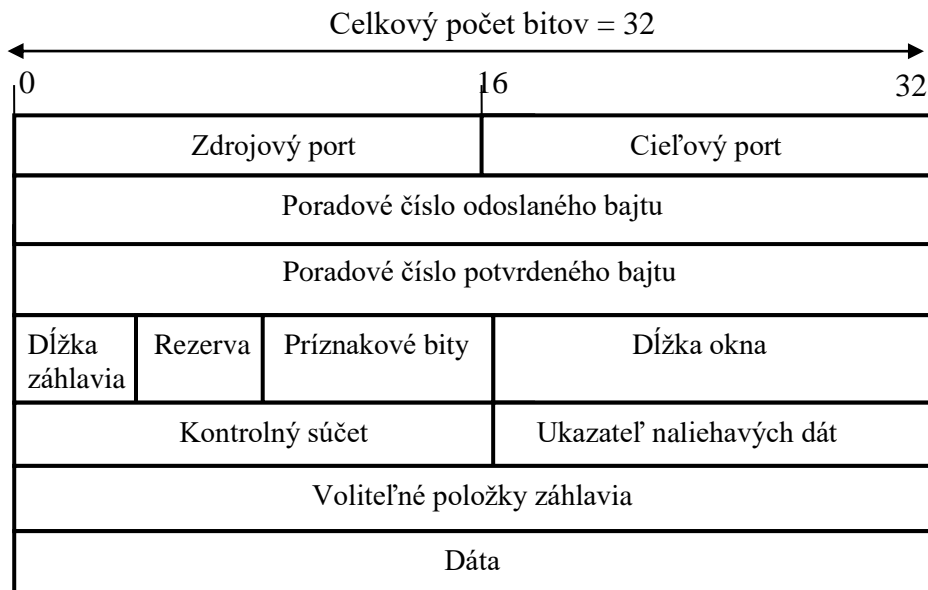 Celkový počet bitov = 32
0 16 32
Zdrojový port Cieľový port
Poradové číslo odoslaného bajtu
Poradové číslo potvrdeného bajtu
Dĺžka záhlavia Rezerva Príznakové bity Dĺžka okna
Kontrolný súčet Ukazateľ naliehavých dát
Voliteľné položky záhlavia
Dáta